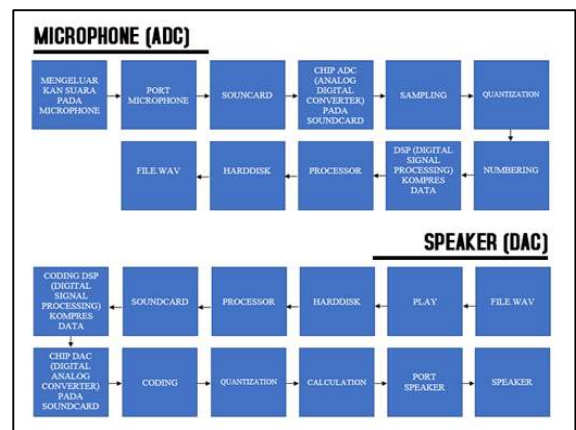 MICROPHONE (ADC)
MENGELUAR
KAN SUARA
PADA
MICROPHONE
PORT
MICROPHONE
SOUNCARD
CHIP ADC
(ANALOG
DIGITAL
CONVERTER)
PADA
SOUNDCARD
SAMPLING
QUANTIZATION
FILE.WAV
HARDDISK
PROCESSOR
DSP (DIGITAL
SIGNAL
PROCESSING)
KOMPRES
DATA
NUMBERING
SPEAKER (DAC)
CODING DSP
(DIGITAL
SIGNAL
PROCESSING)
KOMPRES
DATA
SOUNDCARD
PROCESSOR
HARDDISK
PLAY
FILE.WAV
CHIP DAC
(DIGITAL
ANALOG
CONVERTER)
PADA
SOUNDCARD
CODING
QUANTIZATION
CALCULATION
PORT
SPEAKER
SPEAKER